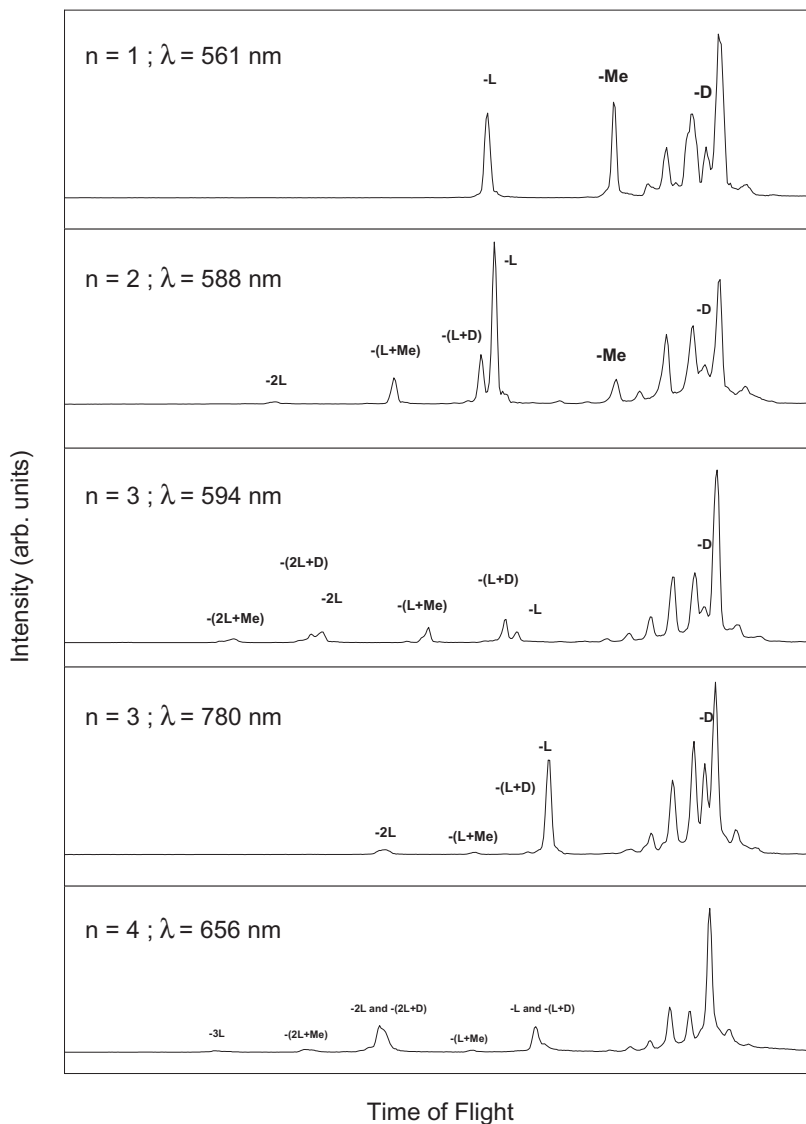 n = 1 ; λ = 561 nm
-L
-Me
-D
n = 2 ; λ = 588 nm
-L
-(L+D)
-D
-(L+Me)
-Me
-2L
Intensity (arb. units)
n = 3 ; λ = 594 nm
-D
-(2L+D)
-(L+D)
-2L
-(L+Me)
-L
-(2L+Me)
n = 3 ; λ = 780 nm
-D
-L
-(L+D)
-2L
-(L+Me)
n = 4 ; λ = 656 nm
-2L and -(2L+D)
-L and -(L+D)
-3L
-(2L+Me)
-(L+Me)
Time of Flight